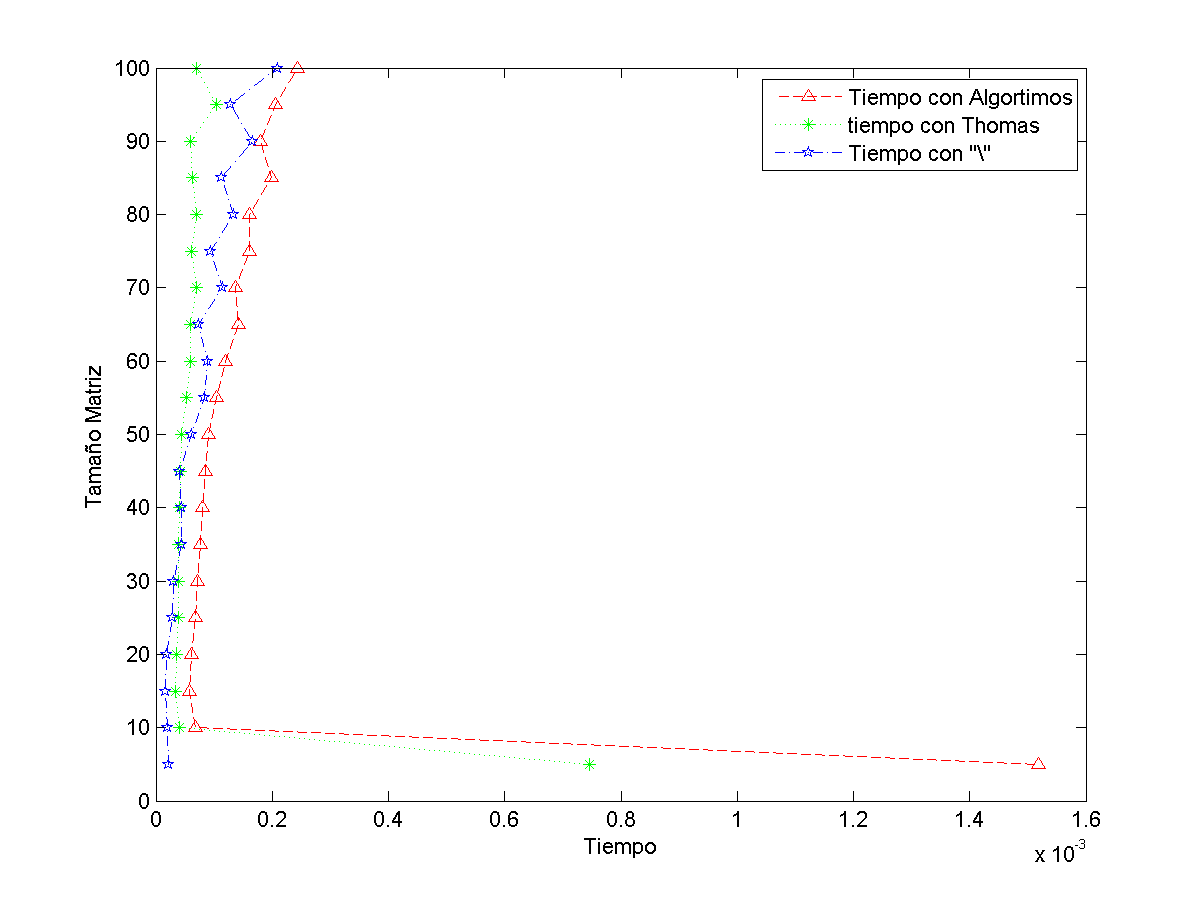 100
90
80
70
60
50
40
30
20
10
0
Tamaño Matriz
0 0.2 0.4 0.6 0.8 1 1.2 1.4 1.6
Tiempo
x 10^-3
Tiempo con Algortimos
tiempo con Thomas
Tiempo con "\"